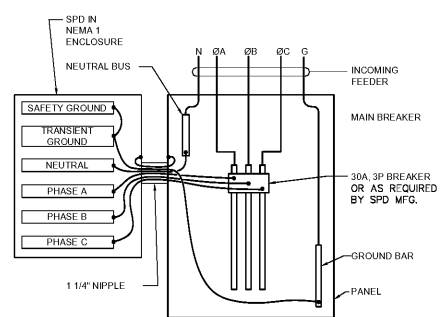 SPD IN
NEMA 1
ENCLOSURE
NEUTRAL BUS
N ØA ØB ØC G
INCOMING
FEEDER
MAIN BREAKER
SAFETY GROUND
TRANSIENT
GROUND
NEUTRAL
PHASE A
PHASE B
PHASE C
30A, 3P BREAKER
OR AS REQUIRED
BY SPD MFG.
GROUND BAR
1 1/4" NIPPLE
PANEL